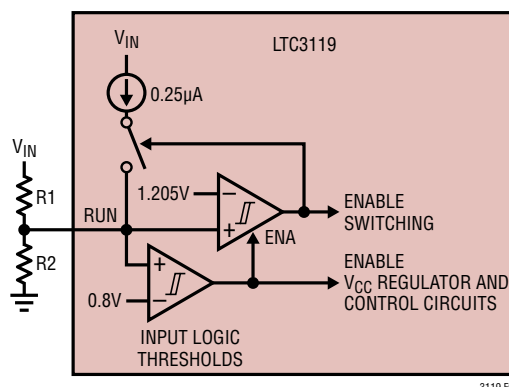 LTC3119
VIN
0.25µA
VIN
R1
1.205V
–
+
ENABLE
SWITCHING
RUN
ENA
R2
+
–
0.8V
ENABLE
VCC REGULATOR AND
CONTROL CIRCUITS
INPUT LOGIC
THRESHOLDS